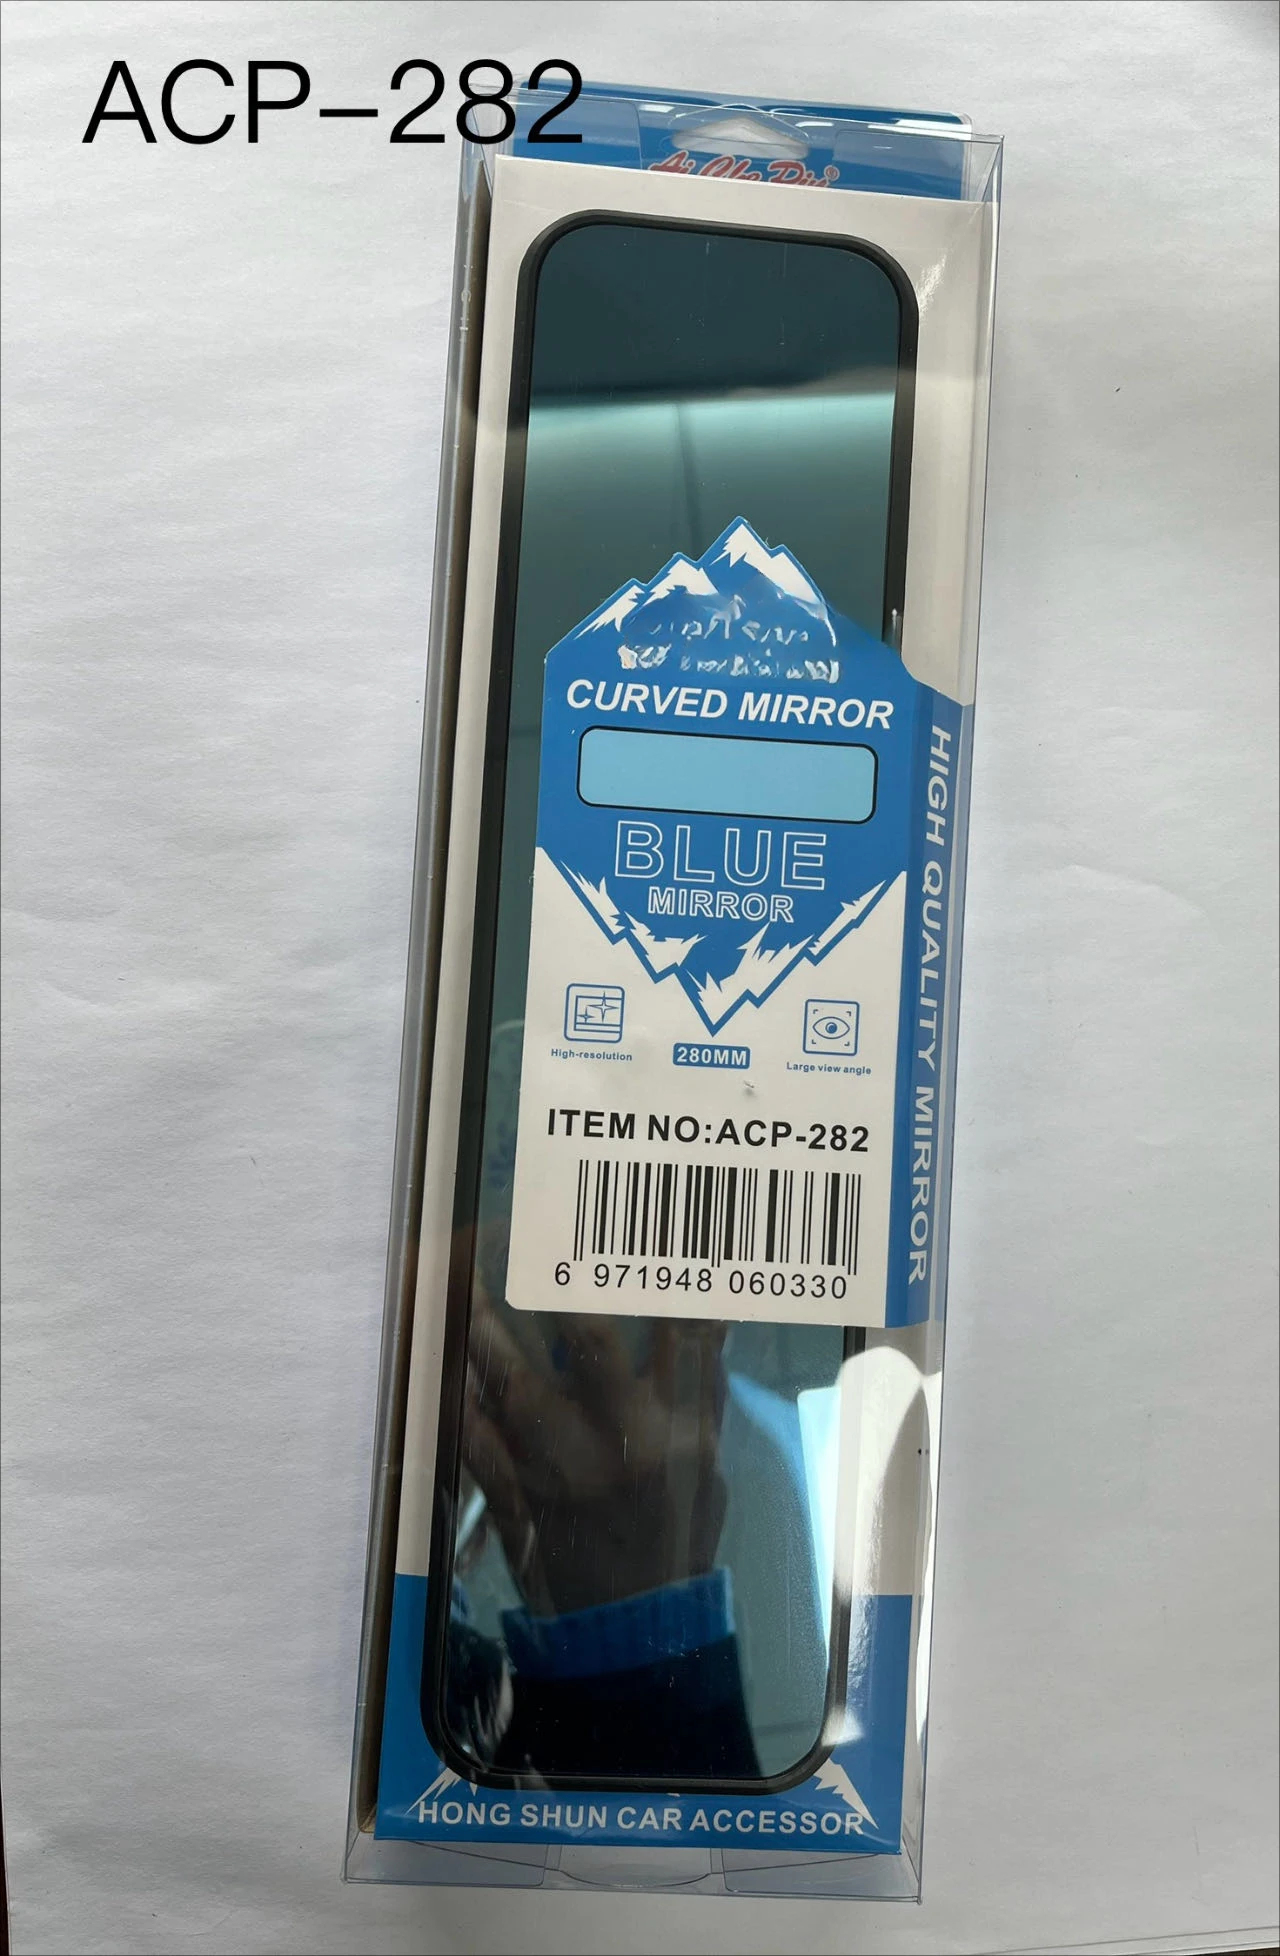 ACP-282
CURVED MIRROR
BLUE
MIRROR
High-resolution
280MM
Large view angle
ITEM NO:ACP-282
6 971948 060330
HIGH QUALITY MIRROR
HONG SHUN CAR ACCESSOR